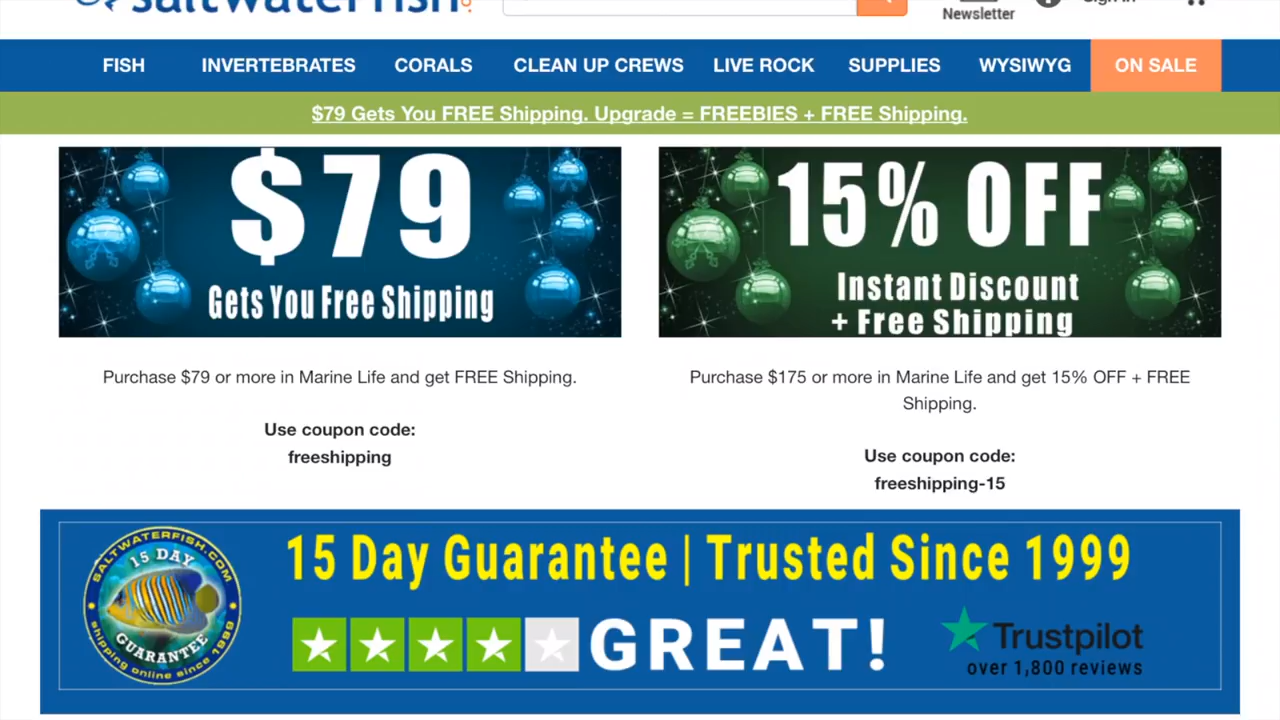 saltwaterfish
Newsletter
Sign in
FISH INVERTEBRATES CORALS CLEAN UP CREWS LIVE ROCK SUPPLIES WYSIWYG ON SALE
$79 Gets You FREE Shipping. Upgrade = FREEBIES + FREE Shipping.
$79
Gets You Free Shipping
15% OFF
Instant Discount
+ Free Shipping
Purchase $79 or more in Marine Life and get FREE Shipping.
Use coupon code:
freeshipping
Purchase $175 or more in Marine Life and get 15% OFF + FREE
Shipping.
Use coupon code:
freeshipping-15
SALTWATERFISH.COM
15 DAY
GUARANTEE
shipping online since 1999
15 Day Guarantee | Trusted Since 1999
GREAT!
Trustpilot
over 1,800 reviews